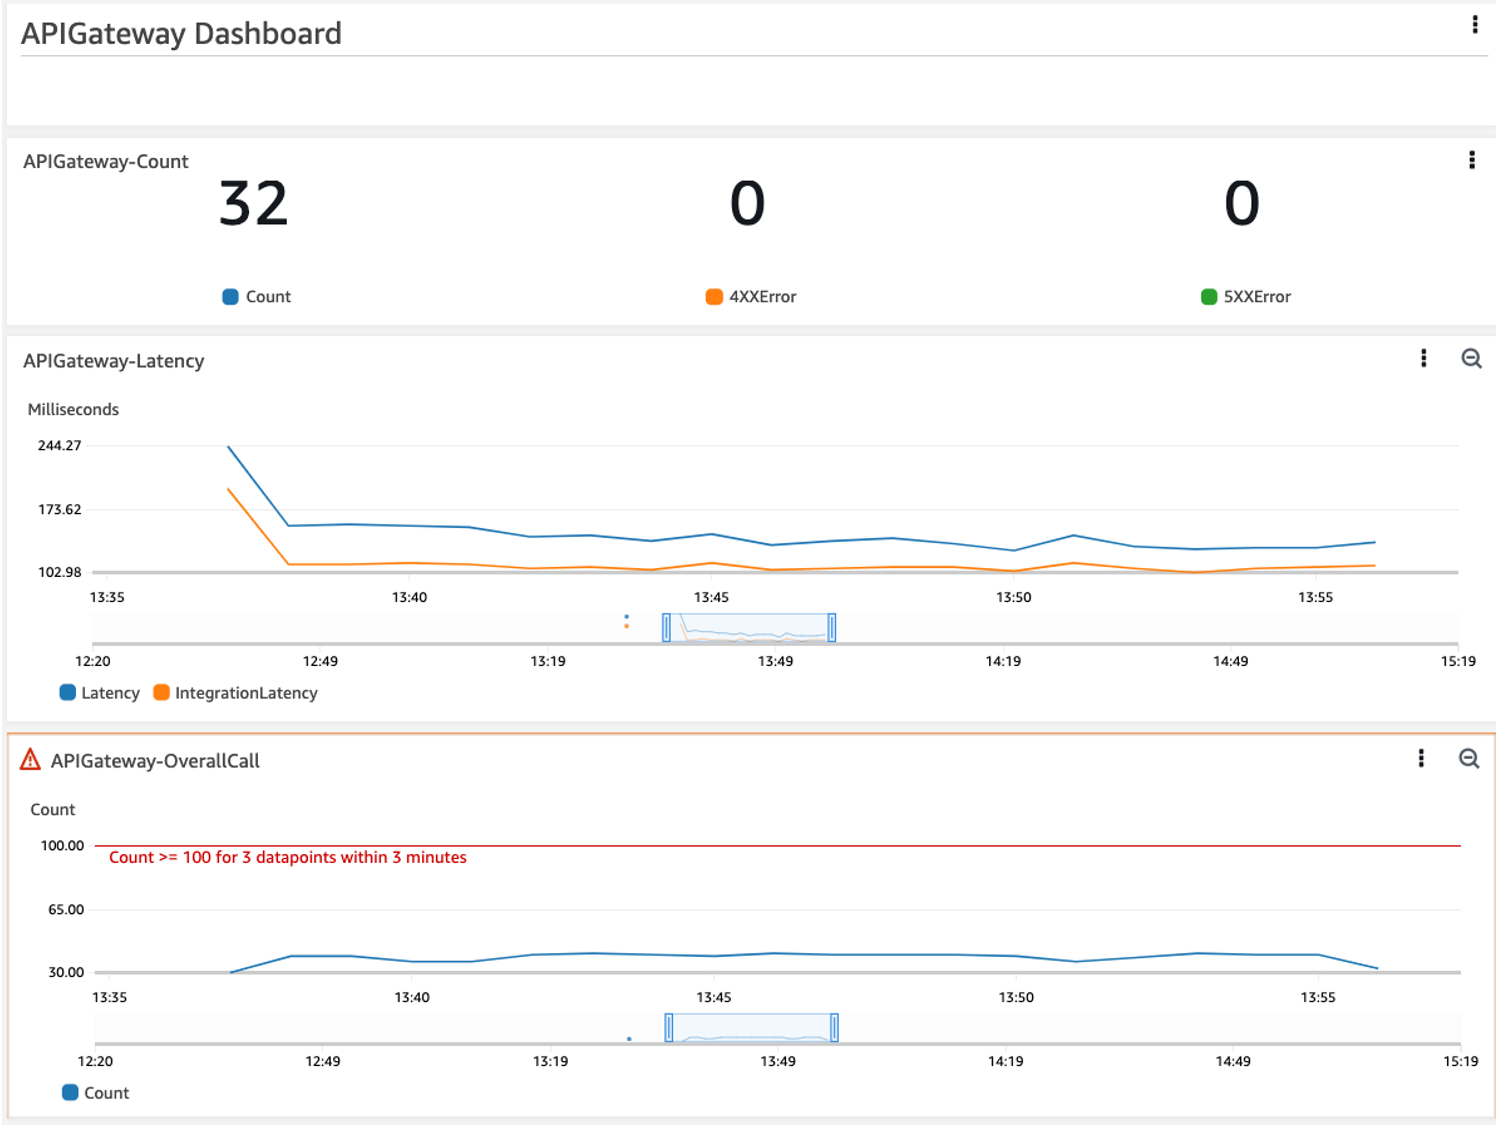 APIGateway Dashboard
APIGateway-Count
32 0 0
Count 4XXError 5XXError
APIGateway-Latency
Milliseconds
244.27
173.62
102.98
13:35 13:40 13:45 13:50 13:55
12:20 12:49 13:19 13:49 14:19 14:49 15:19
Latency IntegrationLatency
APIGateway-OverallCall
Count
100.00
Count >= 100 for 3 datapoints within 3 minutes
65.00
30.00
13:35 13:40 13:45 13:50 13:55
12:20 12:49 13:19 13:49 14:19 14:49 15:19
Count